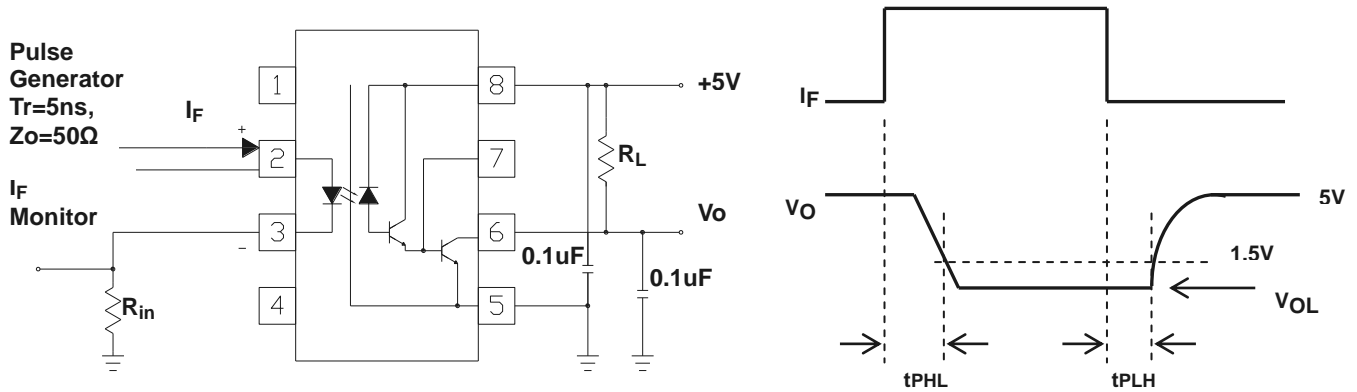 Pulse
Generator
Tr=5ns,
Zo=50Ω
IF
+
IF
Monitor
-
Rin
1
2
3
4
8
7
6
5
+5V
RL
Vo
0.1uF
0.1uF
IF
VO
5V
1.5V
VOL
tPHL
tPLH